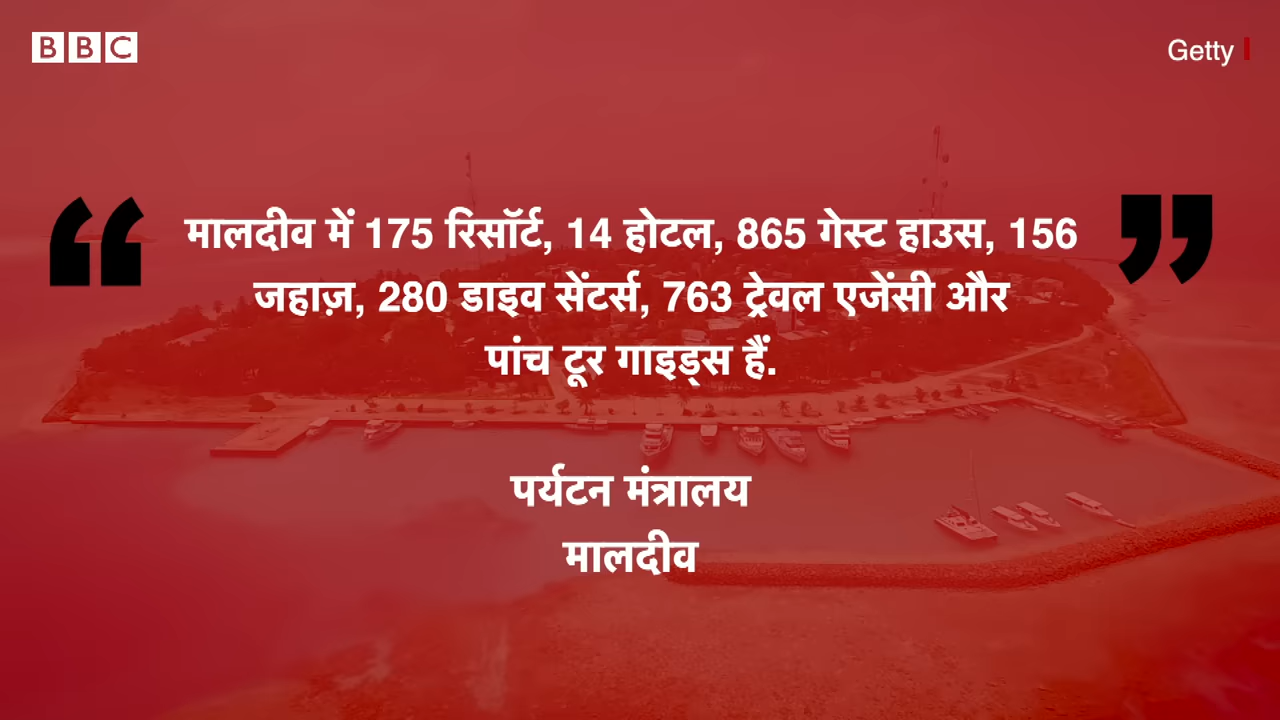 BBC
Getty
“ मालदीव में 175 रिसॉर्ट, 14 होटल, 865 गेस्ट हाउस, 156 ”
जहाज़, 280 डाइव सेंटर्स, 763 ट्रेवल एजेंसी और
पांच टूर गाइड्स हैं.
पर्यटन मंत्रालय
मालदीव